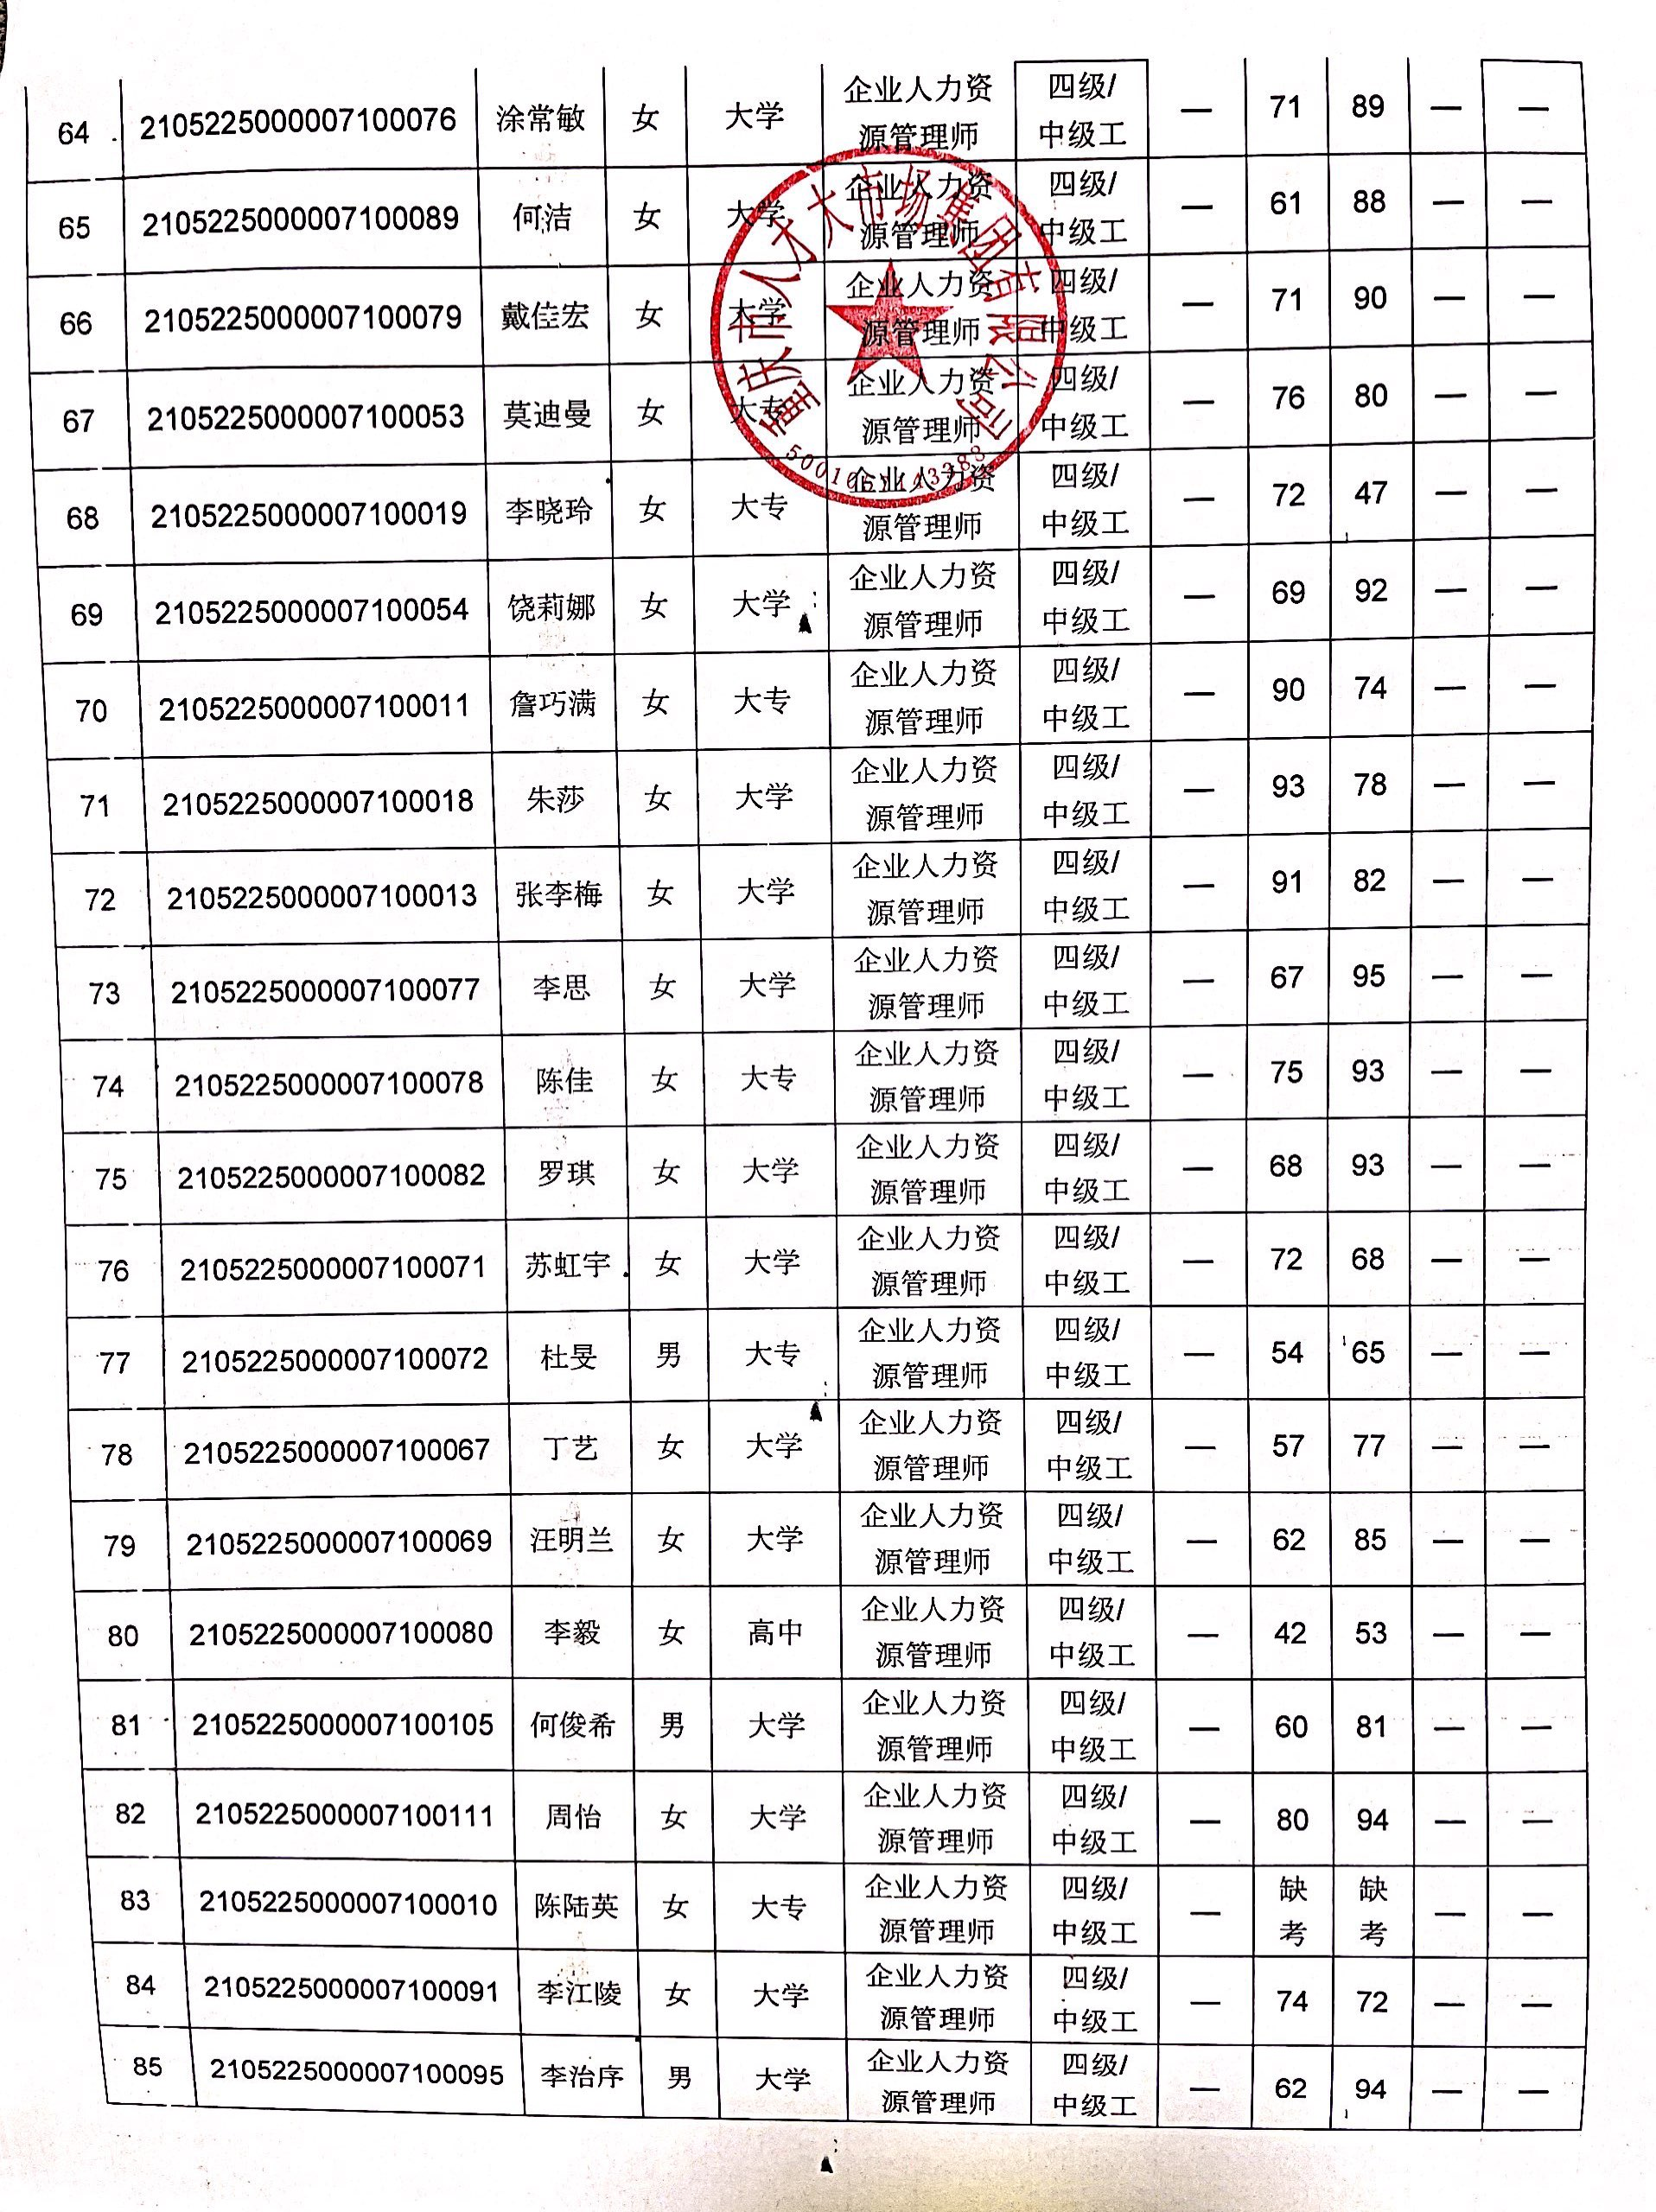 64 2105225000007100076 涂常敏 女 大学 企业人力资源管理师 四级/中级工 — 71 89 — —
65 2105225000007100089 何洁 女 大学 企业人力资源管理师 四级/中级工 — 61 88 — —
66 2105225000007100079 戴佳宏 女 大学 企业人力资源管理师 四级/中级工 — 71 90 — —
67 2105225000007100053 莫迪曼 女 大专 企业人力资源管理师 四级/中级工 — 76 80 — —
68 2105225000007100019 李晓玲 女 大专 企业人力资源管理师 四级/中级工 — 72 47 — —
69 2105225000007100054 饶莉娜 女 大学 企业人力资源管理师 四级/中级工 — 69 92 — —
70 2105225000007100011 詹巧满 女 大专 企业人力资源管理师 四级/中级工 — 90 74 — —
71 2105225000007100018 朱莎 女 大学 企业人力资源管理师 四级/中级工 — 93 78 — —
72 2105225000007100013 张李梅 女 大学 企业人力资源管理师 四级/中级工 — 91 82 — —
73 2105225000007100077 李思 女 大学 企业人力资源管理师 四级/中级工 — 67 95 — —
74 2105225000007100078 陈佳 女 大专 企业人力资源管理师 四级/中级工 — 75 93 — —
75 2105225000007100082 罗琪 女 大学 企业人力资源管理师 四级/中级工 — 68 93 — —
76 2105225000007100071 苏虹宇 女 大学 企业人力资源管理师 四级/中级工 — 72 68 — —
77 2105225000007100072 杜旻 男 大专 企业人力资源管理师 四级/中级工 — 54 65 — —
78 2105225000007100067 丁艺 女 大学 企业人力资源管理师 四级/中级工 — 57 77 — —
79 2105225000007100069 汪明兰 女 大学 企业人力资源管理师 四级/中级工 — 62 85 — —
80 2105225000007100080 李毅 女 高中 企业人力资源管理师 四级/中级工 — 42 53 — —
81 2105225000007100105 何俊希 男 大学 企业人力资源管理师 四级/中级工 — 60 81 — —
82 2105225000007100111 周怡 女 大学 企业人力资源管理师 四级/中级工 — 80 94 — —
83 2105225000007100010 陈陆英 女 大专 企业人力资源管理师 四级/中级工 — 缺考 缺考 — —
84 2105225000007100091 李江陵 女 大学 企业人力资源管理师 四级/中级工 — 74 72 — —
85 2105225000007100095 李治序 男 大学 企业人力资源管理师 四级/中级工 — 62 94 — —
重庆市人才大市场集团有限公司